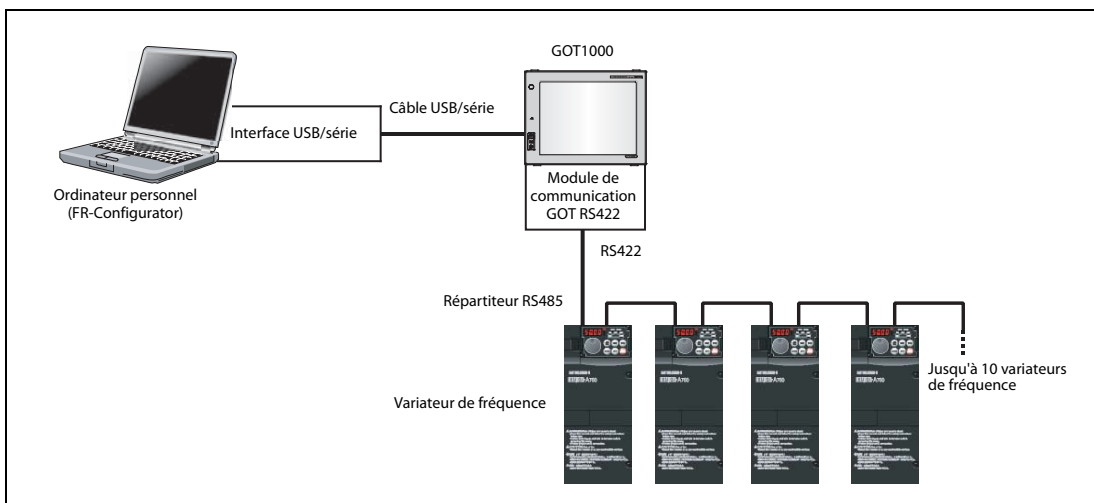 GOT1000
Câble USB/série
Interface USB/série
Ordinateur personnel
(FR-Configurator)
Module de
communication
GOT RS422
RS422
Répartiteur RS485
Variateur de fréquence
Jusqu'à 10 variateurs
de fréquence